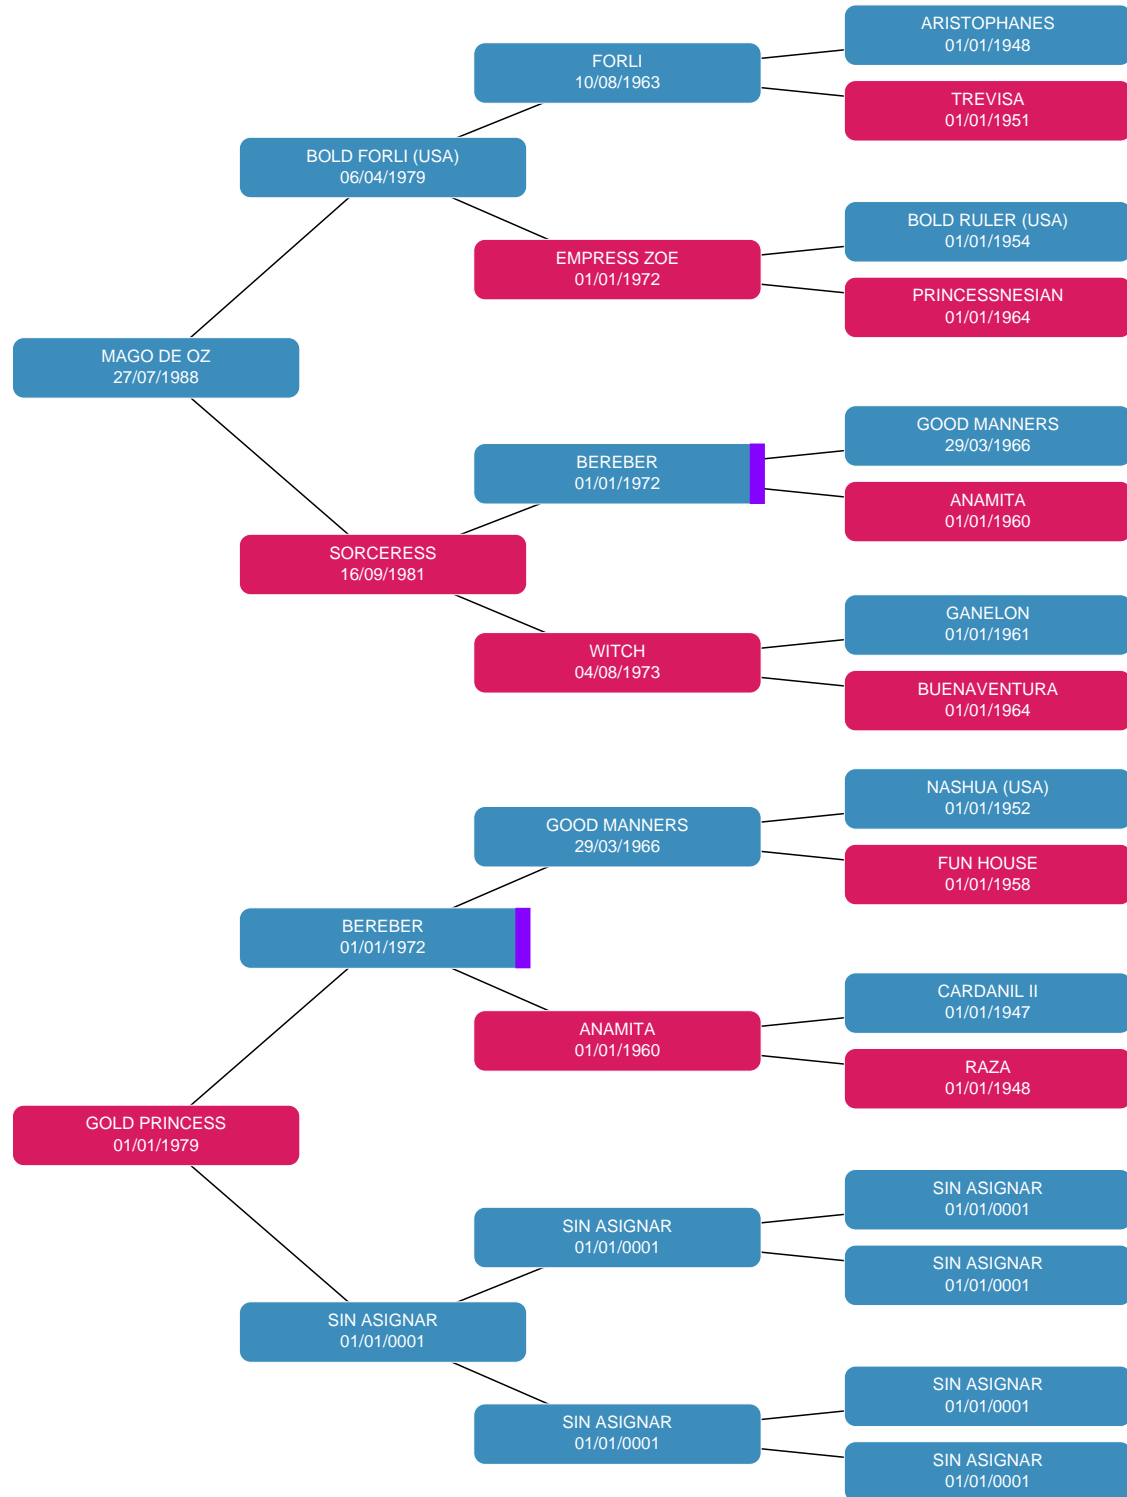 ARISTOPHANES
01/01/1948
FORLI
10/08/1963
TREVISA
01/01/1951
BOLD FORLI (USA)
06/04/1979
BOLD RULER (USA)
01/01/1954
EMPRESS ZOE
01/01/1972
PRINCESSNESIAN
01/01/1964
MAGO DE OZ
27/07/1988
GOOD MANNERS
29/03/1966
BEREBER
01/01/1972
ANAMITA
01/01/1960
SORCERESS
16/09/1981
GANELON
01/01/1961
WITCH
04/08/1973
BUENAVENTURA
01/01/1964
NASHUA (USA)
01/01/1952
GOOD MANNERS
29/03/1966
FUN HOUSE
01/01/1958
BEREBER
01/01/1972
CARDANIL II
01/01/1947
ANAMITA
01/01/1960
RAZA
01/01/1948
GOLD PRINCESS
01/01/1979
SIN ASIGNAR
01/01/0001
SIN ASIGNAR
01/01/0001
SIN ASIGNAR
01/01/0001
SIN ASIGNAR
01/01/0001
SIN ASIGNAR
01/01/0001
SIN ASIGNAR
01/01/0001
SIN ASIGNAR
01/01/0001